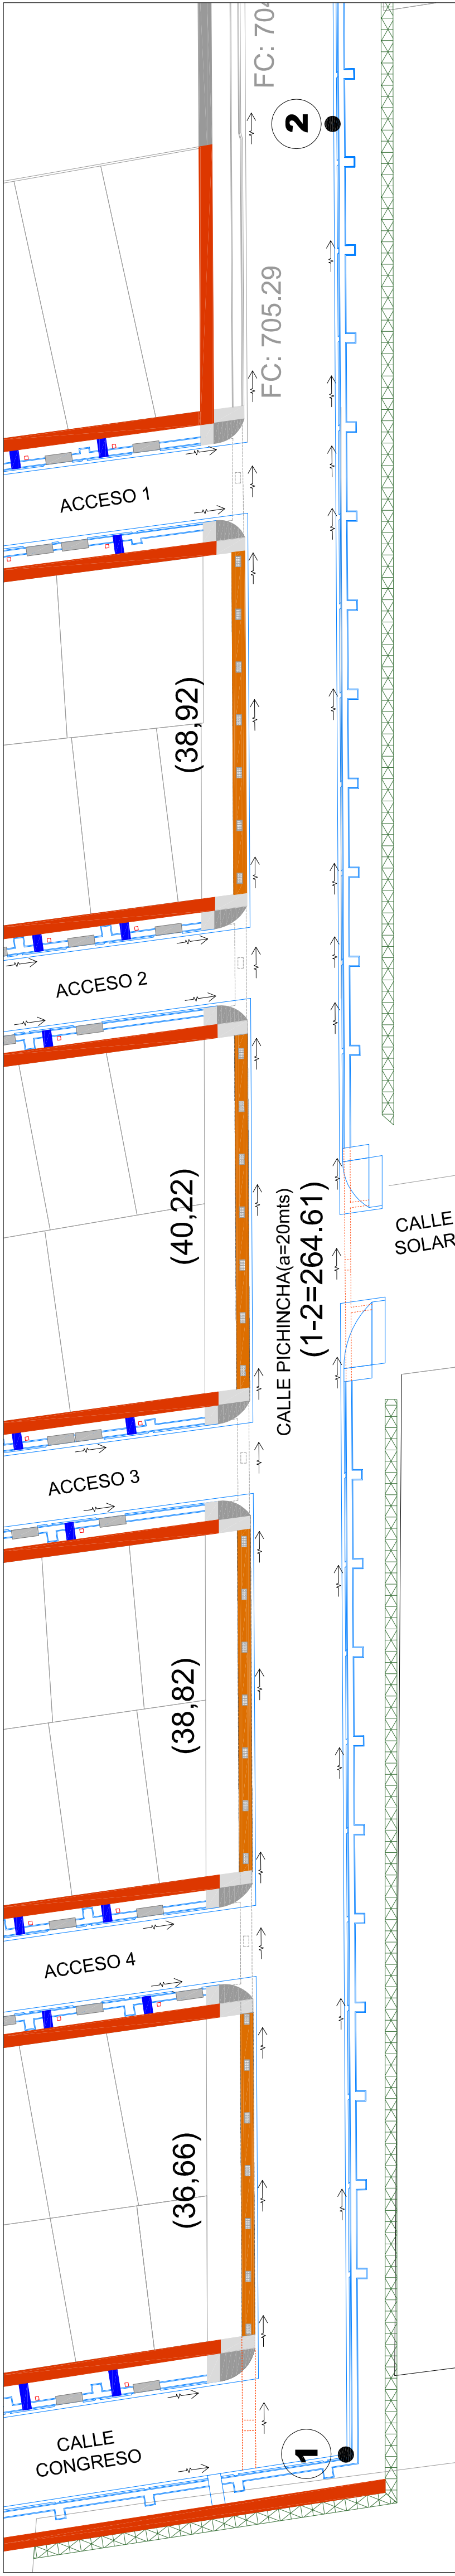 FC: 704
2
FC: 705.29
ACCESO 1
(38,92)
ACCESO 2
(40,22)
CALLE PICHINCHA(a=20mts)
(1-2=264.61)
CALLE
SOLAR
ACCESO 3
(38,82)
ACCESO 4
(36,66)
CALLE
CONGRESO
1